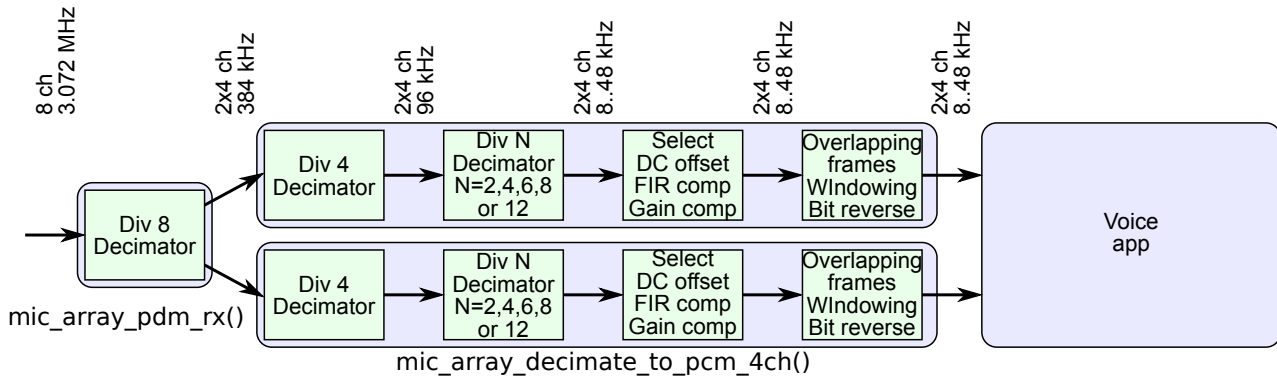 8 ch
3.072 MHz
2x4 ch
384 kHz
2x4 ch
96 kHz
2x4 ch
8..48 kHz
2x4 ch
8..48 kHz
2x4 ch
8..48 kHz
Div 8
Decimator
mic_array_pdm_rx()
Div 4
Decimator
Div N
Decimator
N=2,4,6,8
or 12
Select
DC offset
FIR comp
Gain comp
Overlapping
frames
WIndowing
Bit reverse
Div 4
Decimator
Div N
Decimator
N=2,4,6,8
or 12
Select
DC offset
FIR comp
Gain comp
Overlapping
frames
WIndowing
Bit reverse
mic_array_decimate_to_pcm_4ch()
Voice
app